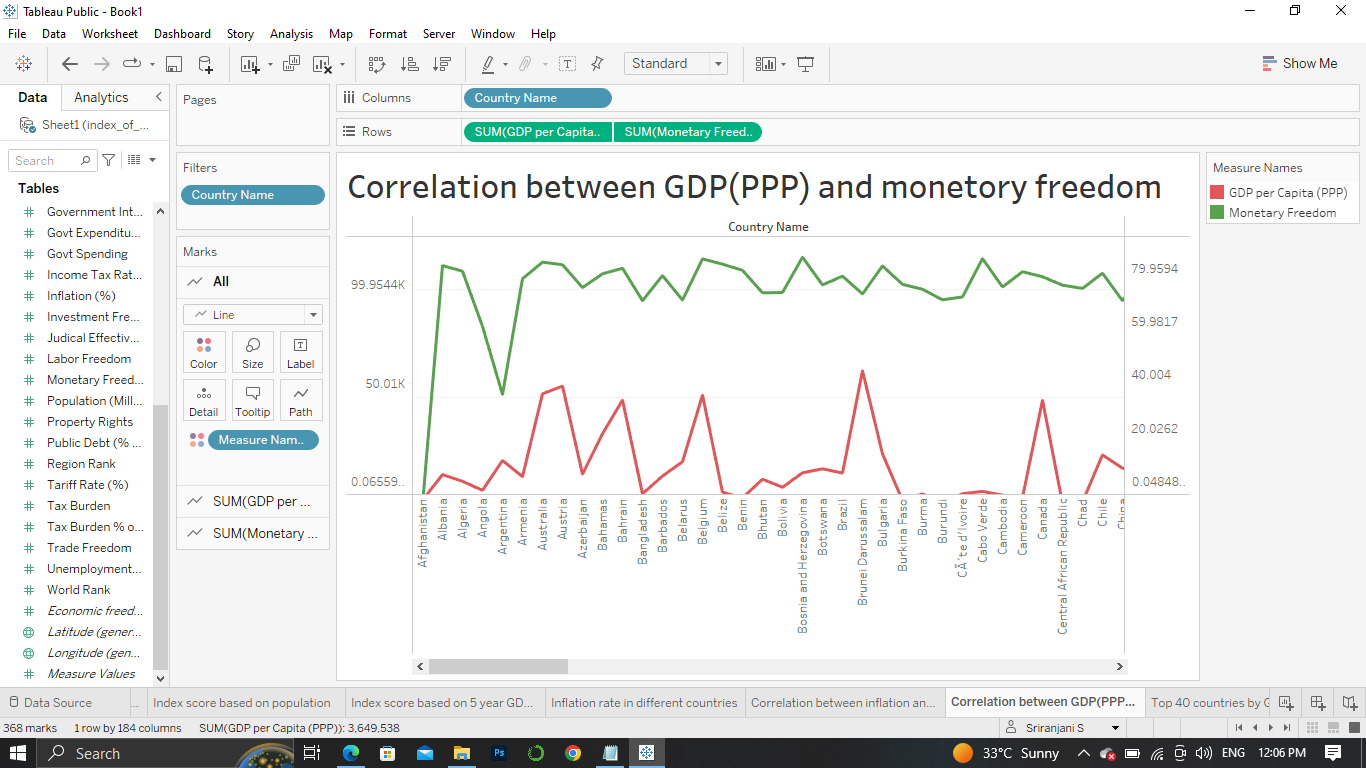 Tableau Public - Book1
File Data Worksheet Dashboard Story Analysis Map Format Server Window Help
Standard
Show Me
Data Analytics
Sheet1 (index_of_...
Search
Tables
Government Int...
Govt Expenditu...
Govt Spending
Income Tax Rat...
Inflation (%)
Investment Fre...
Judical Effectiv...
Labor Freedom
Monetary Freed...
Population (Mill...
Property Rights
Public Debt (% ...
Region Rank
Tariff Rate (%)
Tax Burden
Tax Burden % o...
Trade Freedom
Unemployment...
World Rank
Economic freed...
Latitude (gener...
Longitude (gen...
Measure Values
Pages
Filters
Country Name
Marks
All
Line
Color Size Label
Detail Tooltip Path
Measure Nam..
SUM(GDP per ...
SUM(Monetary ...
Columns Country Name
Rows SUM(GDP per Capita.. SUM(Monetary Freed..
Correlation between GDP(PPP) and monetory freedom
Country Name
99.9544K
50.01K
0.06559..
79.9594
59.9817
40.004
20.0262
0.04848..
Afghanistan
Albania
Algeria
Angola
Argentina
Armenia
Australia
Austria
Azerbaijan
Bahamas
Bahrain
Bangladesh
Barbados
Belarus
Belgium
Belize
Benin
Bhutan
Bolivia
Bosnia and Herzegovina
Botswana
Brazil
Brunei Darussalam
Bulgaria
Burkina Faso
Burma
Burundi
CÃ´te d'Ivoire
Cabo Verde
Cambodia
Cameroon
Canada
Central African Republic
Chad
Chile
China
Measure Names
GDP per Capita (PPP)
Monetary Freedom
Data Source ... Index score based on population Index score based on 5 year GD... Inflation rate in different countries Correlation between inflation an... Correlation between GDP(PPP... Top 40 countries by G
368 marks 1 row by 184 columns SUM(GDP per Capita (PPP)): 3,649,538 Sriranjani S
Search
Ps
33°C Sunny
ENG 12:06 PM